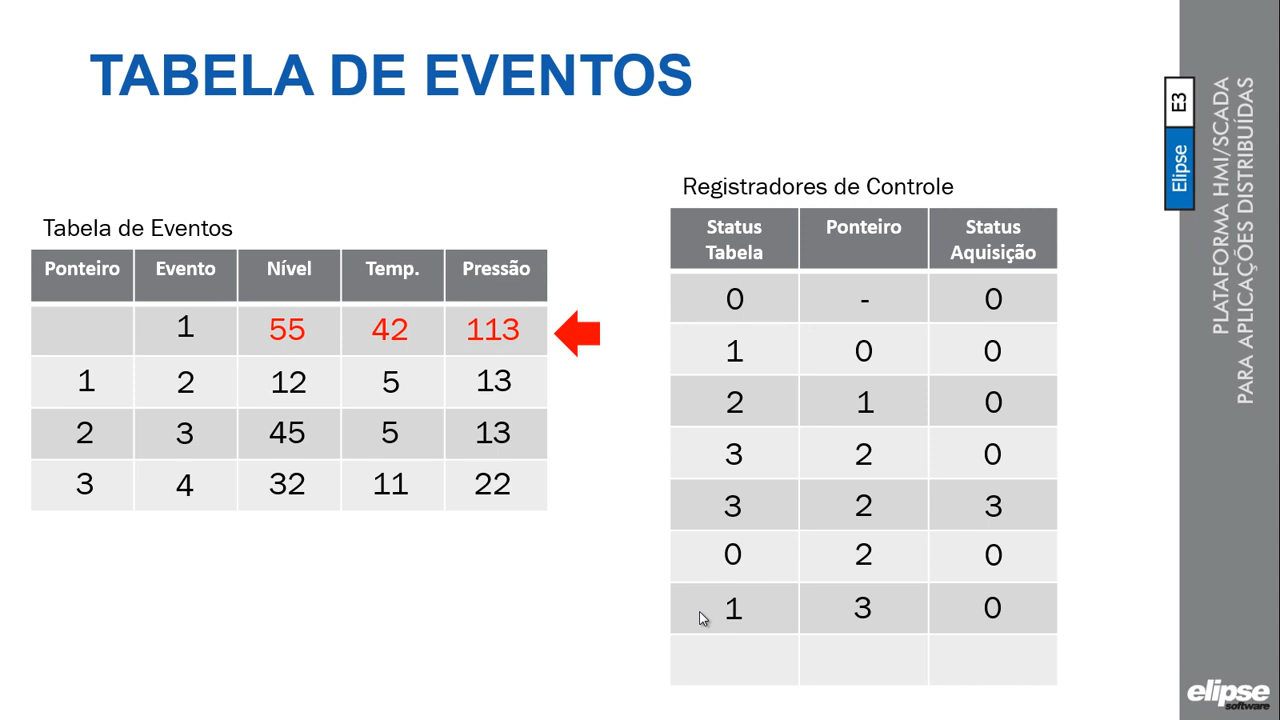 TABELA DE EVENTOS
Tabela de Eventos
Ponteiro Evento Nível Temp. Pressão
1 55 42 113
1 2 12 5 13
2 3 45 5 13
3 4 32 11 22
Registradores de Controle
Status Tabela Ponteiro Status Aquisição
0 - 0
1 0 0
2 1 0
3 2 0
3 2 3
0 2 0
1 3 0
Elipse E3
PLATAFORMA HMI/SCADA
PARA APLICAÇÕES DISTRIBUÍDAS
elipse
software